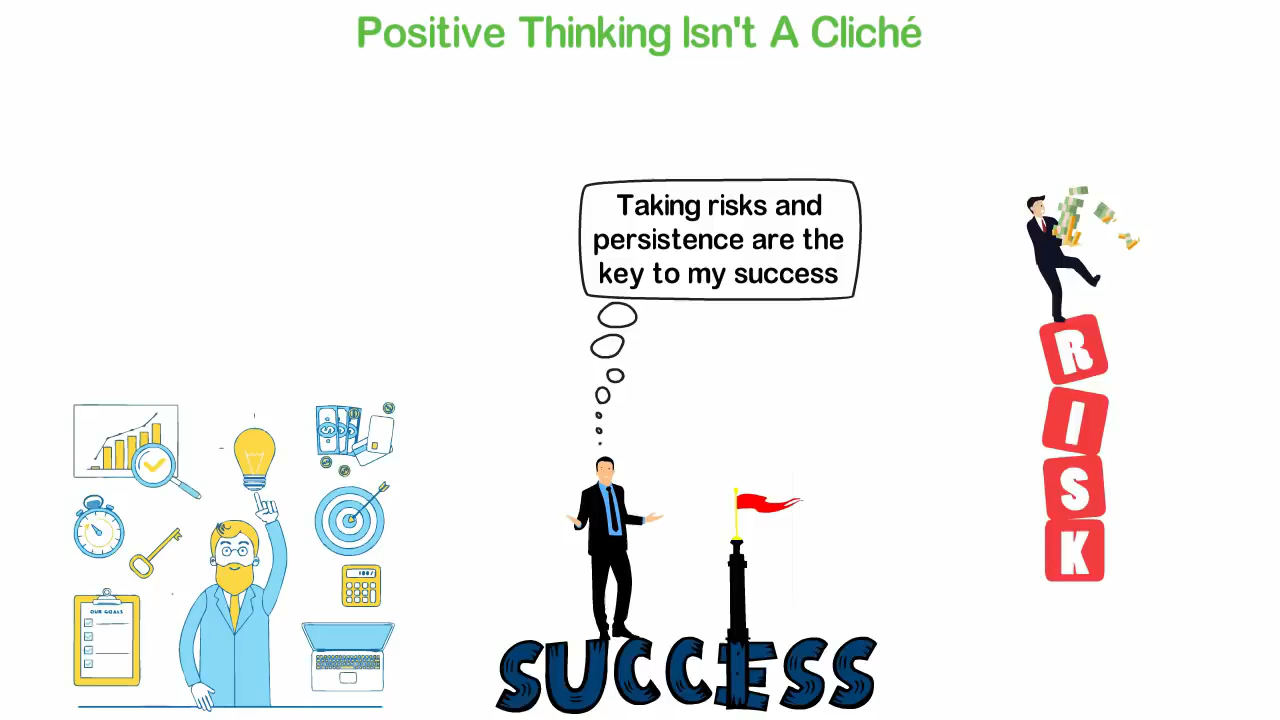 Positive Thinking Isn't A Cliché
Taking risks and
persistence are the
key to my success
OUR GOALS
SUCCESS
R
I
S
K